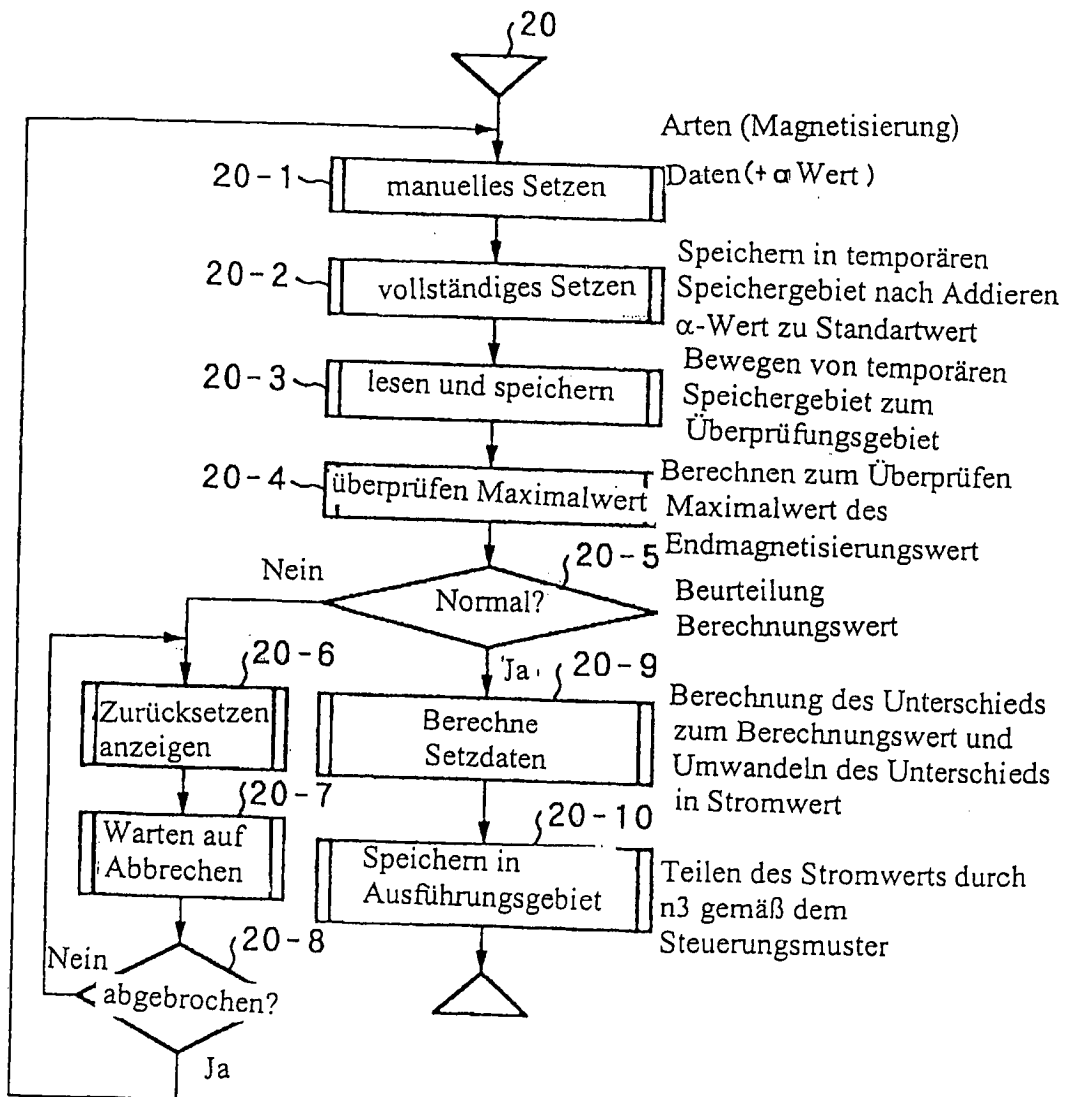 20
Arten (Magnetisierung)
20-1
manuelles Setzen
Daten (+ α Wert)
20-2
vollständiges Setzen
Speichern in temporären
Speichergebiet nach Addieren
α-Wert zu Standartwert
20-3
lesen und speichern
Bewegen von temporären
Speichergebiet zum
Überprüfungsgebiet
20-4
überprüfen Maximalwert
Berechnen zum Überprüfen
Maximalwert des
Endmagnetisierungswert
20-5
Nein
Normal?
Beurteilung
Berechnungswert
20-6
Zurücksetzen
anzeigen
Ja
20-9
Berechne
Setzdaten
Berechnung des Unterschieds
zum Berechnungswert und
Umwandeln des Unterschieds
in Stromwert
20-7
Warten auf
Abbrechen
20-10
Speichern in
Ausführungsgebiet
Teilen des Stromwerts durch
n3 gemäß dem
Steuerungsmuster
20-8
Nein
abgebrochen?
Ja